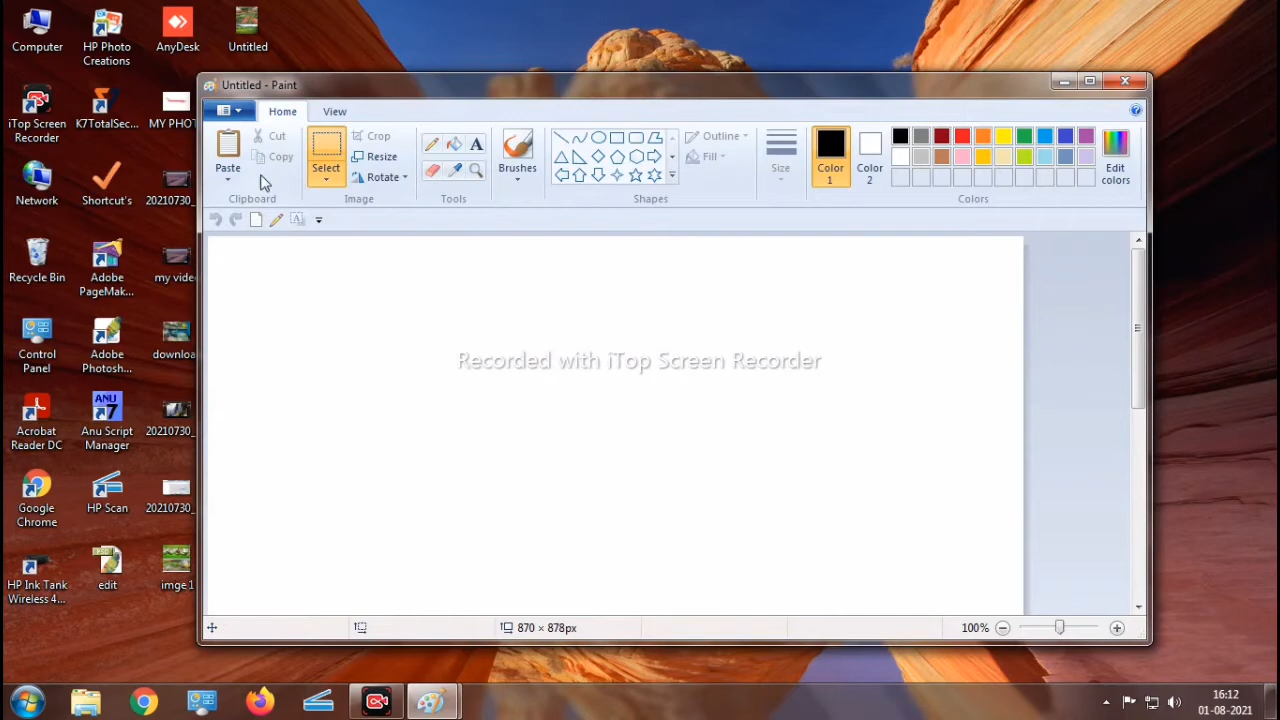 Computer
HP Photo
Creations
AnyDesk
Untitled
iTop Screen
Recorder
K7TotalSec...
MY PHOT
Network
Shortcut's
20210730_
Recycle Bin
Adobe
PageMak...
my vide
Control
Panel
Adobe
Photosh...
downloa
Acrobat
Reader DC
ANU
7
Anu Script
Manager
20210730_
Google
Chrome
HP Scan
20210730_
HP Ink Tank
Wireless 4...
edit
imge 1
Untitled - Paint
Home
View
Paste
Cut
Copy
Clipboard
Select
Crop
Resize
Rotate
Image
A
Tools
Brushes
Shapes
Outline
Fill
Size
Color
1
Color
2
Edit
colors
Colors
Recorded with iTop Screen Recorder
870 × 878px
100%
16:12
01-08-2021